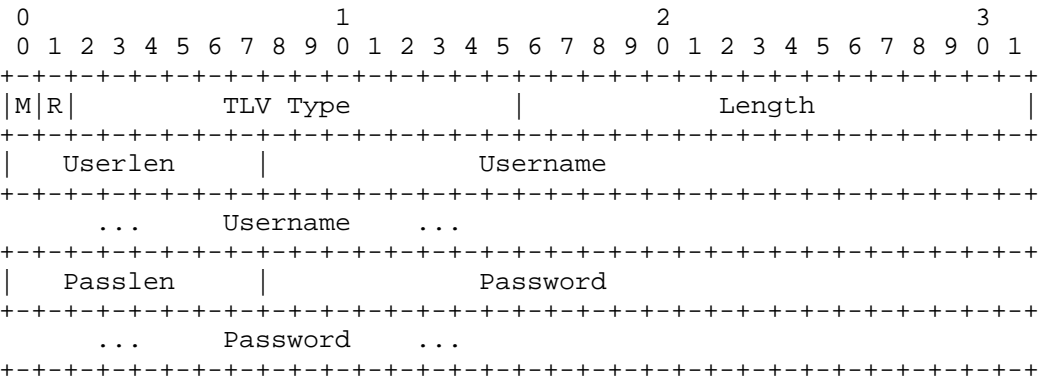 0                   1                   2                   3
 0 1 2 3 4 5 6 7 8 9 0 1 2 3 4 5 6 7 8 9 0 1 2 3 4 5 6 7 8 9 0 1
+-+-+-+-+-+-+-+-+-+-+-+-+-+-+-+-+-+-+-+-+-+-+-+-+-+-+-+-+-+-+-+-+
|M|R|         TLV Type          |            Length             |
+-+-+-+-+-+-+-+-+-+-+-+-+-+-+-+-+-+-+-+-+-+-+-+-+-+-+-+-+-+-+-+-+
|   Userlen     |             Username
+-+-+-+-+-+-+-+-+-+-+-+-+-+-+-+-+-+-+-+-+-+-+-+-+-+-+-+-+-+-+-+-+
      ...     Username    ...
+-+-+-+-+-+-+-+-+-+-+-+-+-+-+-+-+-+-+-+-+-+-+-+-+-+-+-+-+-+-+-+-+
|   Passlen     |             Password
+-+-+-+-+-+-+-+-+-+-+-+-+-+-+-+-+-+-+-+-+-+-+-+-+-+-+-+-+-+-+-+-+
      ...     Password    ...
+-+-+-+-+-+-+-+-+-+-+-+-+-+-+-+-+-+-+-+-+-+-+-+-+-+-+-+-+-+-+-+-+